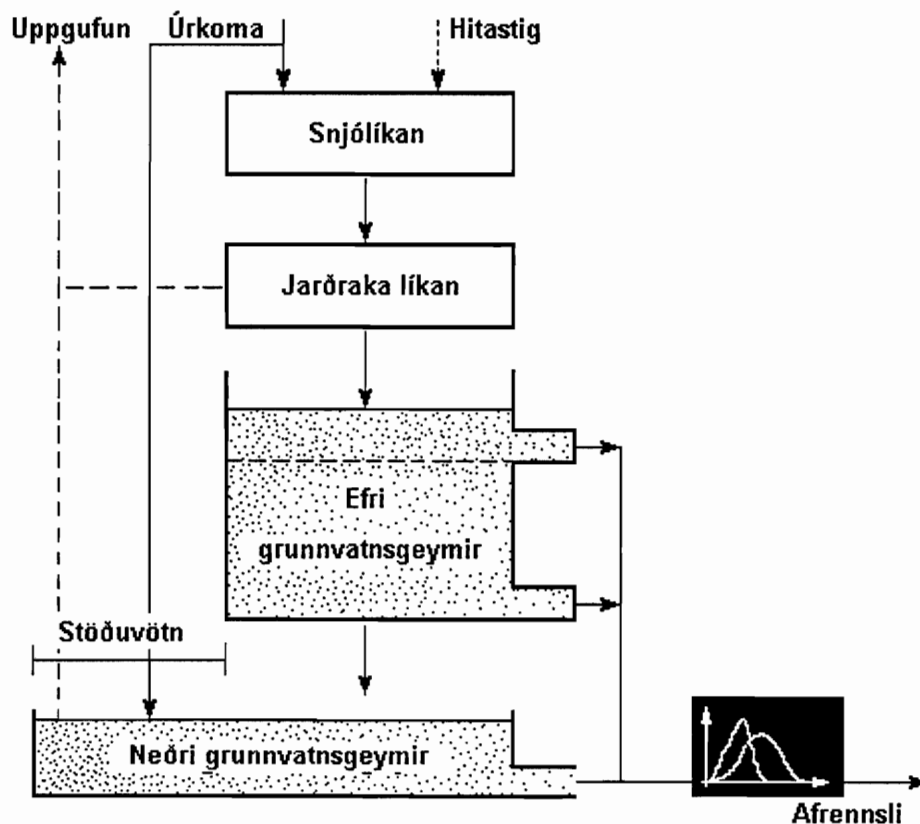 Uppgufun Úrkoma Hitastig
Snjólíkan
Jarðraka líkan
Efri
grunnvatnsgeymir
Stöðuvötn
Neðri grunnvatnsgeymir
Afrennsli